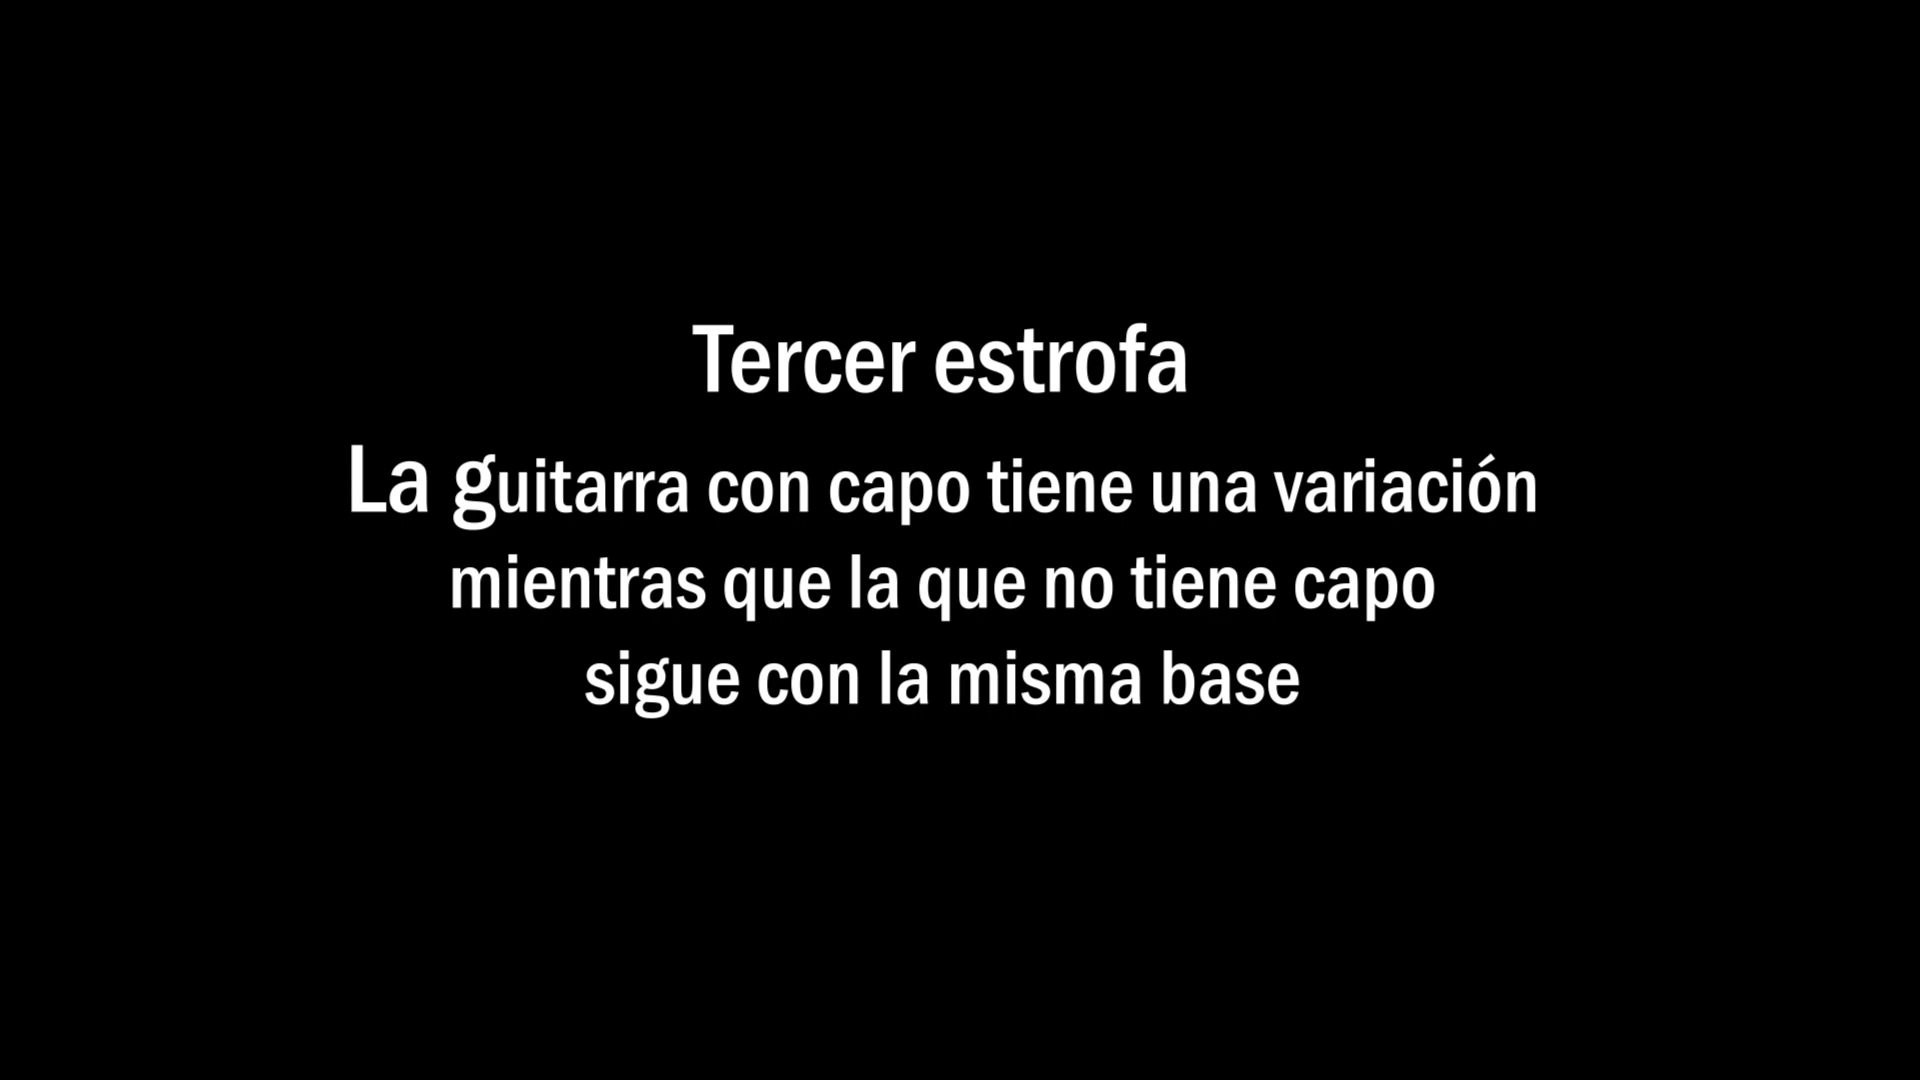 Tercer estrofa
La guitarra con capo tiene una variación
mientras que la que no tiene capo
sigue con la misma base